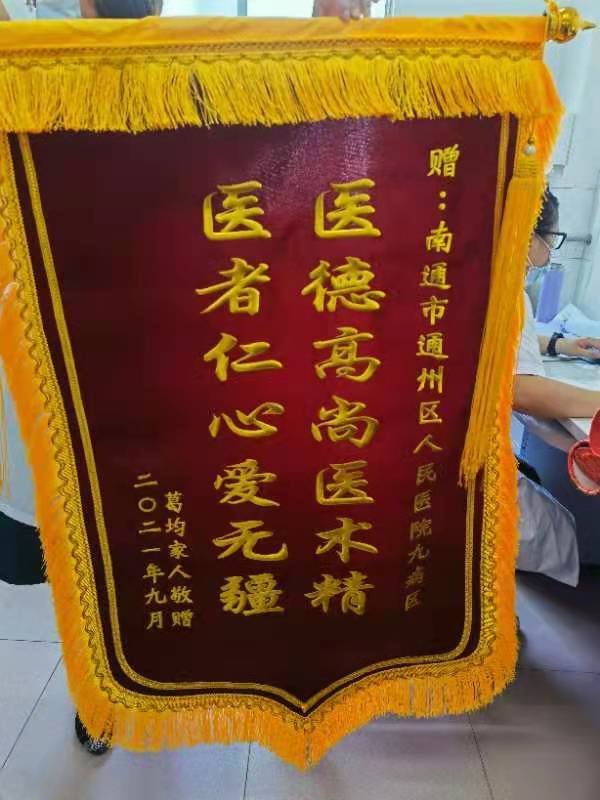 赠：南通市通州区人民医院九病区
医德高尚医术精
医者仁心爱无疆
葛均家人敬赠
二〇二一年九月